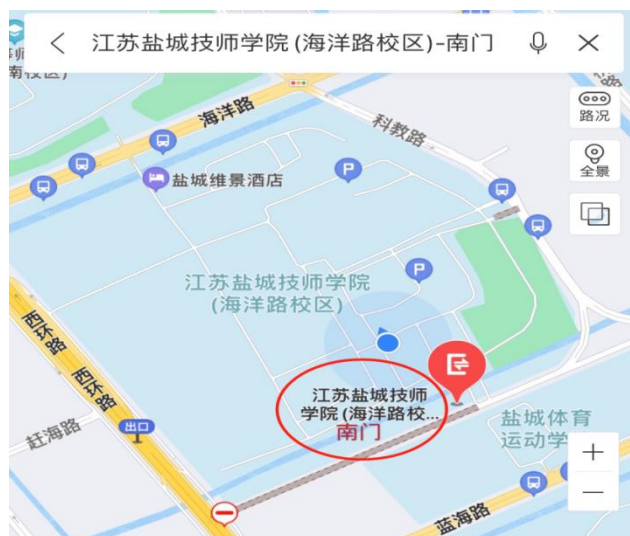 江苏盐城技师学院(海洋路校区)-南门
南校区)
海洋路
科教路
路况
全景
盐城维景酒店
P
江苏盐城技师学院
(海洋路校区)
P
西环路
西环路
赶海路
出口
江苏盐城技师
学院(海洋路校...
南门
盐城体育
运动学
蓝海路
+
−